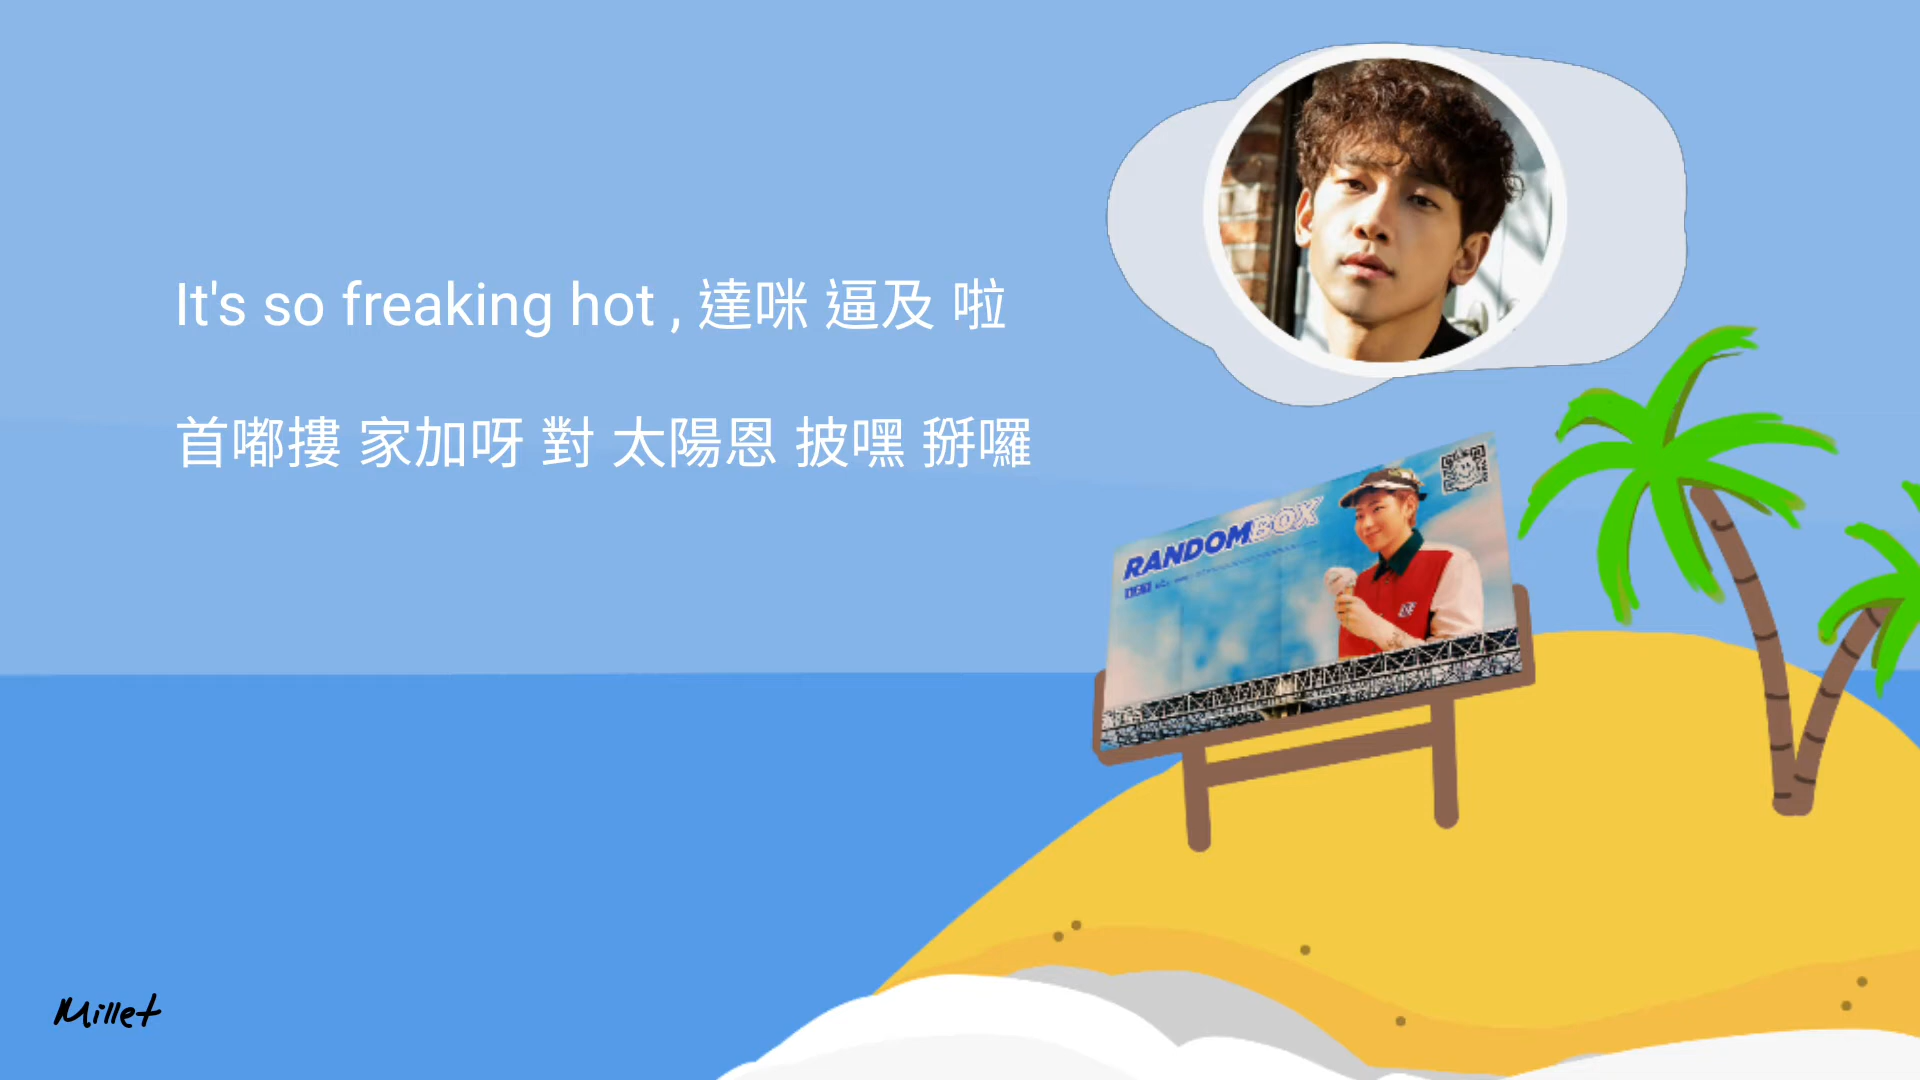 It's so freaking hot , 達咪 逼及 啦
首嘟摟 家加呀 對 太陽恩 披嘿 掰囉
RANDOMBOX
Millet